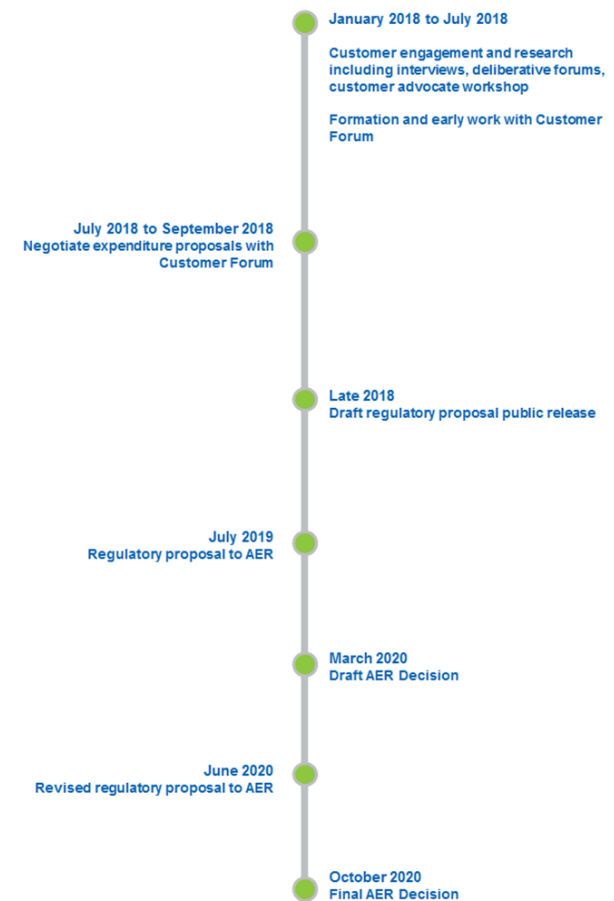 January 2018 to July 2018
Customer engagement and research
including interviews, deliberative forums,
customer advocate workshop
Formation and early work with Customer
Forum
July 2018 to September 2018
Negotiate expenditure proposals with
Customer Forum
Late 2018
Draft regulatory proposal public release
July 2019
Regulatory proposal to AER
March 2020
Draft AER Decision
June 2020
Revised regulatory proposal to AER
October 2020
Final AER Decision